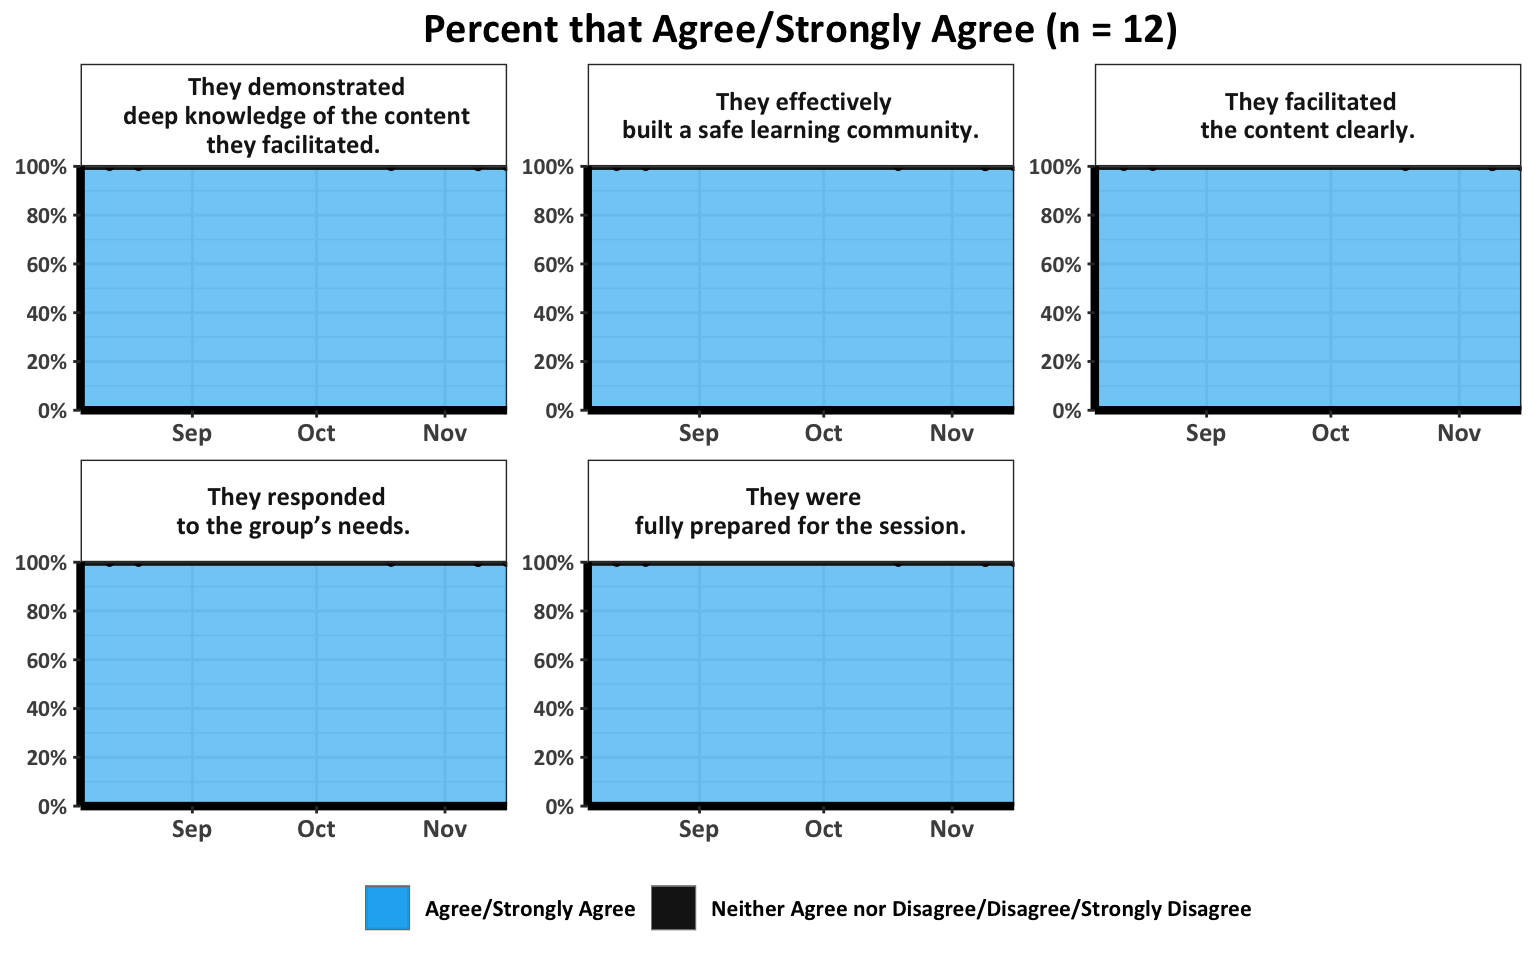 Percent that Agree/Strongly Agree (n = 12)
They demonstrated
deep knowledge of the content
they facilitated.
100%
80%
60%
40%
20%
0%
Sep Oct Nov
They effectively
built a safe learning community.
100%
80%
60%
40%
20%
0%
Sep Oct Nov
They facilitated
the content clearly.
100%
80%
60%
40%
20%
0%
Sep Oct Nov
They responded
to the group’s needs.
100%
80%
60%
40%
20%
0%
Sep Oct Nov
They were
fully prepared for the session.
100%
80%
60%
40%
20%
0%
Sep Oct Nov
Agree/Strongly Agree Neither Agree nor Disagree/Disagree/Strongly Disagree